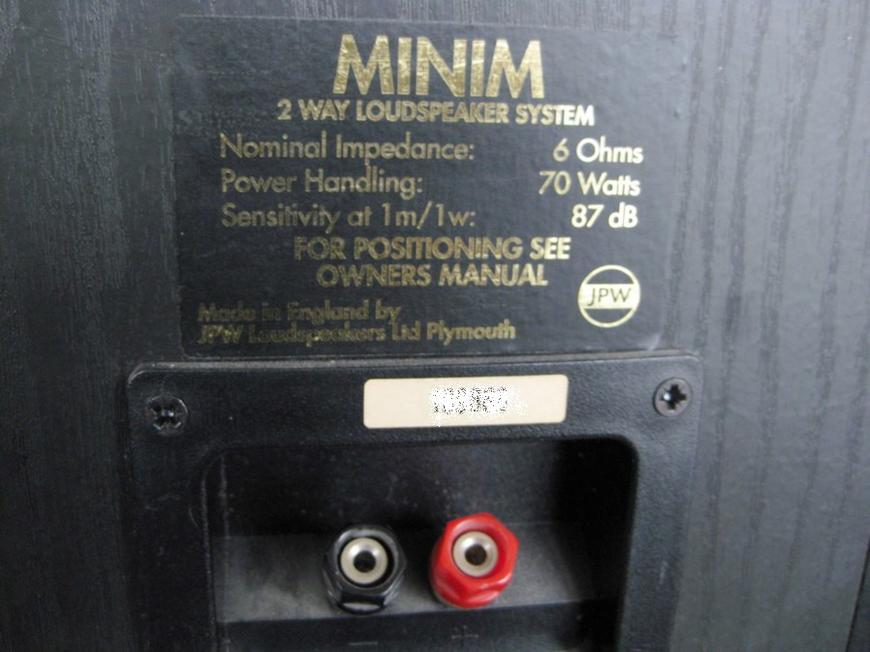 MINIM
2 WAY LOUDSPEAKER SYSTEM
Nominal Impedance: 6 Ohms
Power Handling: 70 Watts
Sensitivity at 1m/1w: 87 dB
FOR POSITIONING SEE
OWNERS MANUAL
JPW
Made in England by
JPW Loudspeakers Ltd Plymouth
− +